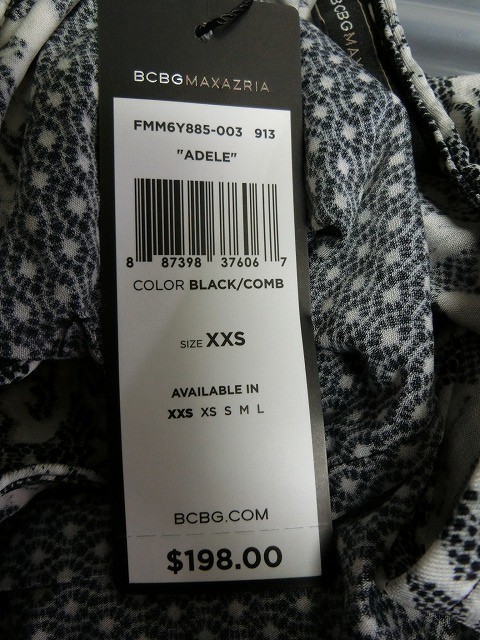 BCBGMAXAZRIA
BCBGMAX
FMM6Y885-003 913
"ADELE"
8 87398 37606 7
COLOR BLACK/COMB
SIZE XXS
AVAILABLE IN
XXS XS S M L
BCBG.COM
$198.00